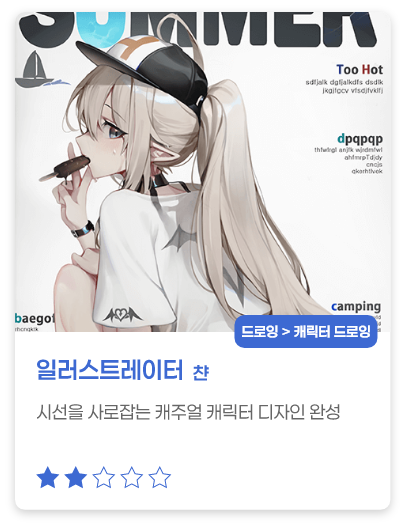 SUMMER
Too Hot
dpqpqp
baegof
camping
드로잉 > 캐릭터 드로잉
일러스트레이터 챤
시선을 사로잡는 캐주얼 캐릭터 디자인 완성